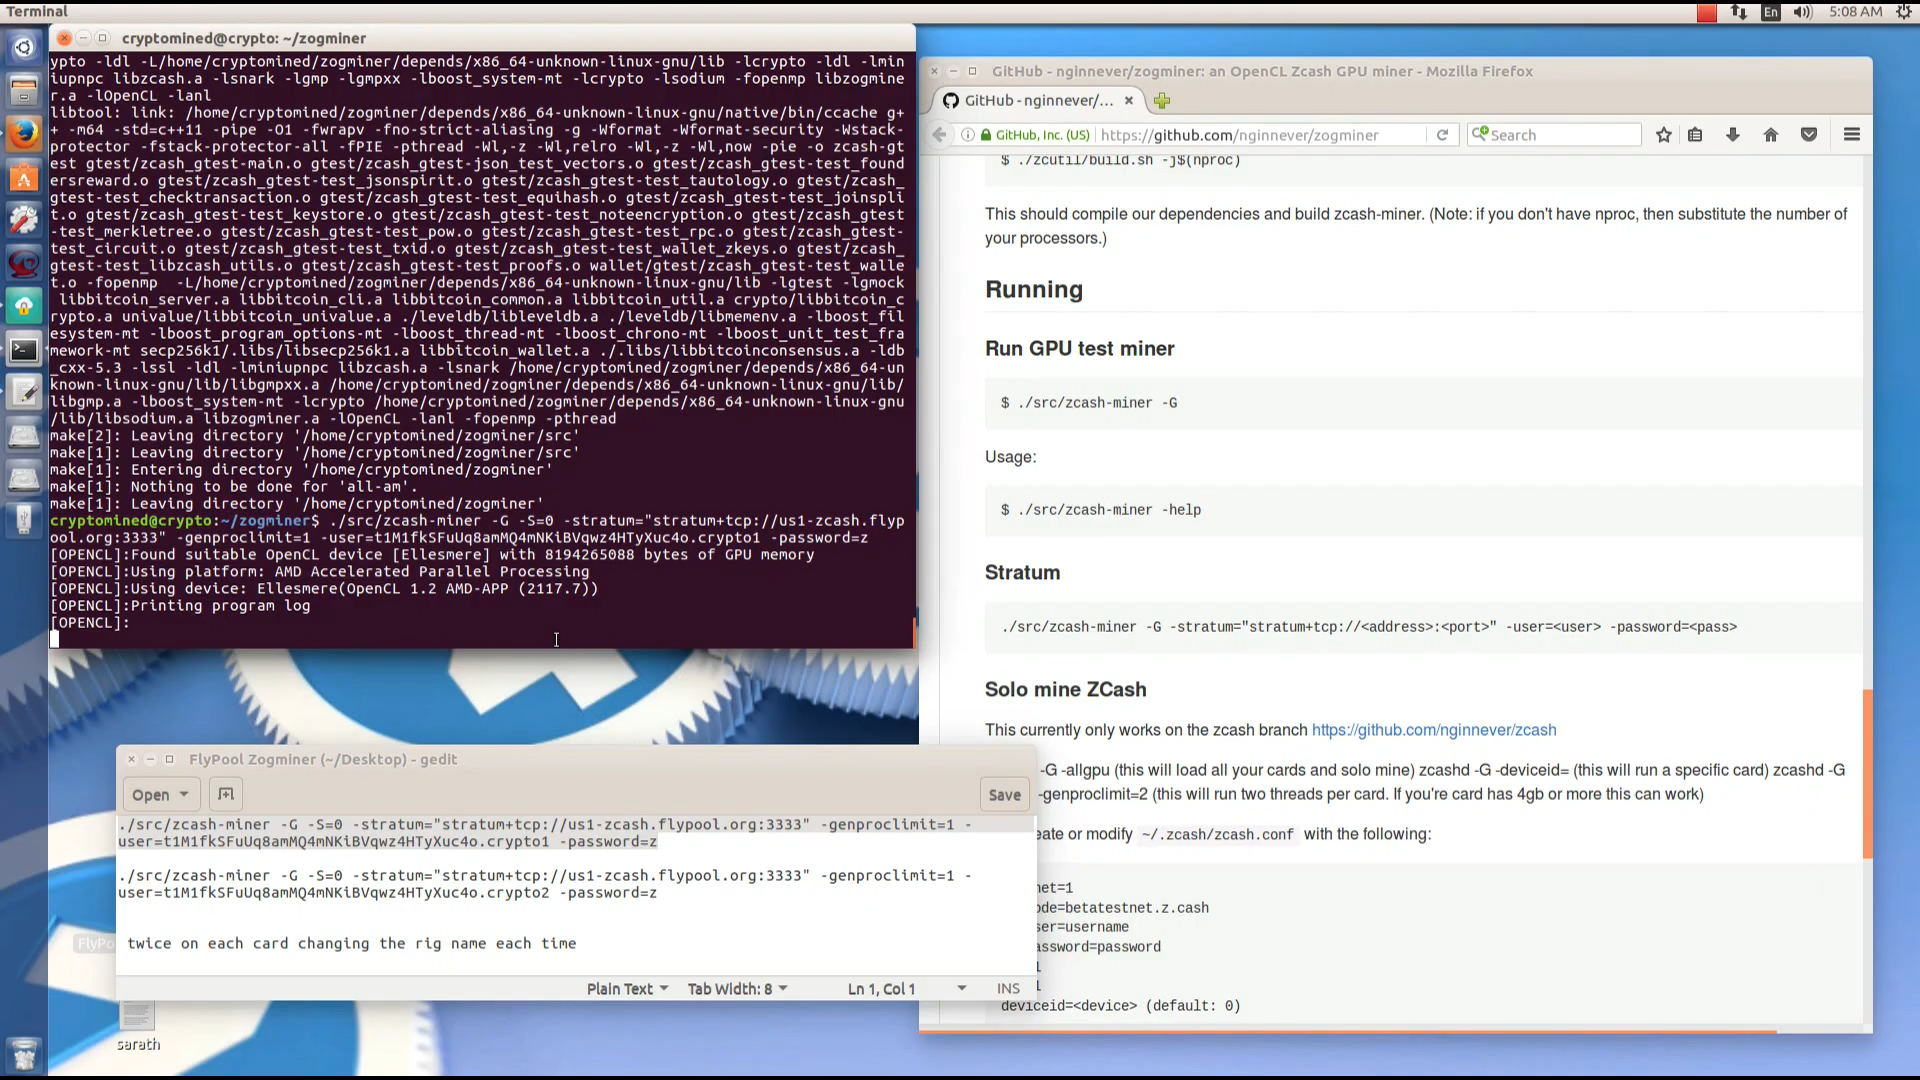 Terminal
En
5:08 AM
cryptomined@crypto: ~/zogminer
ypto -ldl -L/home/cryptomined/zogminer/depends/x86_64-unknown-linux-gnu/lib -lcrypto -ldl -lmin
iupnpc libzcash.a -lsnark -lgmp -lgmpxx -lboost_system-mt -lcrypto -lsodium -fopenmp libzogmine
r.a -lOpenCL -lanl
libtool: link: /home/cryptomined/zogminer/depends/x86_64-unknown-linux-gnu/native/bin/ccache g+
+ -m64 -std=c++11 -pipe -O1 -fwrapv -fno-strict-aliasing -g -Wformat -Wformat-security -Wstack-
protector -fstack-protector-all -fPIE -pthread -Wl,-z -Wl,relro -Wl,-z -Wl,now -pie -o zcash-gt
est gtest/zcash_gtest-main.o gtest/zcash_gtest-json_test_vectors.o gtest/zcash_gtest-test_found
ersreward.o gtest/zcash_gtest-test_jsonspirit.o gtest/zcash_gtest-test_tautology.o gtest/zcash_
gtest-test_checktransaction.o gtest/zcash_gtest-test_equihash.o gtest/zcash_gtest-test_joinspli
t.o gtest/zcash_gtest-test_keystore.o gtest/zcash_gtest-test_noteencryption.o gtest/zcash_gtest
-test_merkletree.o gtest/zcash_gtest-test_pow.o gtest/zcash_gtest-test_rpc.o gtest/zcash_gtest-
test_circuit.o gtest/zcash_gtest-test_txid.o gtest/zcash_gtest-test_wallet_zkeys.o gtest/zcash_
gtest-test_libzcash_utils.o gtest/zcash_gtest-test_proofs.o wallet/gtest/zcash_gtest-test_walle
t.o -fopenmp  -L/home/cryptomined/zogminer/depends/x86_64-unknown-linux-gnu/lib -lgtest -lgmock
 libbitcoin_server.a libbitcoin_cli.a libbitcoin_common.a libbitcoin_util.a crypto/libbitcoin_c
rypto.a univalue/libbitcoin_univalue.a ./leveldb/libleveldb.a ./leveldb/libmemenv.a -lboost_fil
esystem-mt -lboost_program_options-mt -lboost_thread-mt -lboost_chrono-mt -lboost_unit_test_fra
mework-mt secp256k1/.libs/libsecp256k1.a libbitcoin_wallet.a ./.libs/libbitcoinconsensus.a -ldb
_cxx-5.3 -lssl -ldl -lminiupnpc libzcash.a -lsnark /home/cryptomined/zogminer/depends/x86_64-un
known-linux-gnu/lib/libgmpxx.a /home/cryptomined/zogminer/depends/x86_64-unknown-linux-gnu/lib/
libgmp.a -lboost_system-mt -lcrypto /home/cryptomined/zogminer/depends/x86_64-unknown-linux-gnu
/lib/libsodium.a libzogminer.a -lOpenCL -lanl -fopenmp -pthread
make[2]: Leaving directory '/home/cryptomined/zogminer/src'
make[1]: Leaving directory '/home/cryptomined/zogminer/src'
make[1]: Entering directory '/home/cryptomined/zogminer'
make[1]: Nothing to be done for 'all-am'.
make[1]: Leaving directory '/home/cryptomined/zogminer'
cryptomined@crypto:~/zogminer$ ./src/zcash-miner -G -S=0 -stratum="stratum+tcp://us1-zcash.flyp
ool.org:3333" -genproclimit=1 -user=t1M1fkSFuUq8amMQ4mNKiBVqwz4HTyXuc4o.crypto1 -password=z
[OPENCL]:Found suitable OpenCL device [Ellesmere] with 8194265088 bytes of GPU memory
[OPENCL]:Using platform: AMD Accelerated Parallel Processing
[OPENCL]:Using device: Ellesmere(OpenCL 1.2 AMD-APP (2117.7))
[OPENCL]:Printing program log
[OPENCL]:
GitHub - nginnever/zogminer: an OpenCL Zcash GPU miner - Mozilla Firefox
GitHub - nginnever/...
GitHub, Inc. (US) https://github.com/nginnever/zogminer
Search
$ ./zcutil/build.sh -j$(nproc)
This should compile our dependencies and build zcash-miner. (Note: if you don't have nproc, then substitute the number of
your processors.)
Running
Run GPU test miner
$ ./src/zcash-miner -G
Usage:
$ ./src/zcash-miner -help
Stratum
./src/zcash-miner -G -stratum="stratum+tcp://<address>:<port>" -user=<user> -password=<pass>
Solo mine ZCash
This currently only works on the zcash branch https://github.com/nginnever/zcash
-G -allgpu (this will load all your cards and solo mine) zcashd -G -deviceid= (this will run a specific card) zcashd -G
-genproclimit=2 (this will run two threads per card. If you're card has 4gb or more this can work)
eate or modify ~/.zcash/zcash.conf with the following:
net=1
ode=betatestnet.z.cash
ser=username
assword=password
l
l
deviceid=<device> (default: 0)
FlyPool Zogminer (~/Desktop) - gedit
Open
Save
./src/zcash-miner -G -S=0 -stratum="stratum+tcp://us1-zcash.flypool.org:3333" -genproclimit=1 -
user=t1M1fkSFuUq8amMQ4mNKiBVqwz4HTyXuc4o.crypto1 -password=z
./src/zcash-miner -G -S=0 -stratum="stratum+tcp://us1-zcash.flypool.org:3333" -genproclimit=1 -
user=t1M1fkSFuUq8amMQ4mNKiBVqwz4HTyXuc4o.crypto2 -password=z
twice on each card changing the rig name each time
Plain Text
Tab Width: 8
Ln 1, Col 1
INS
FlyPo
sarath